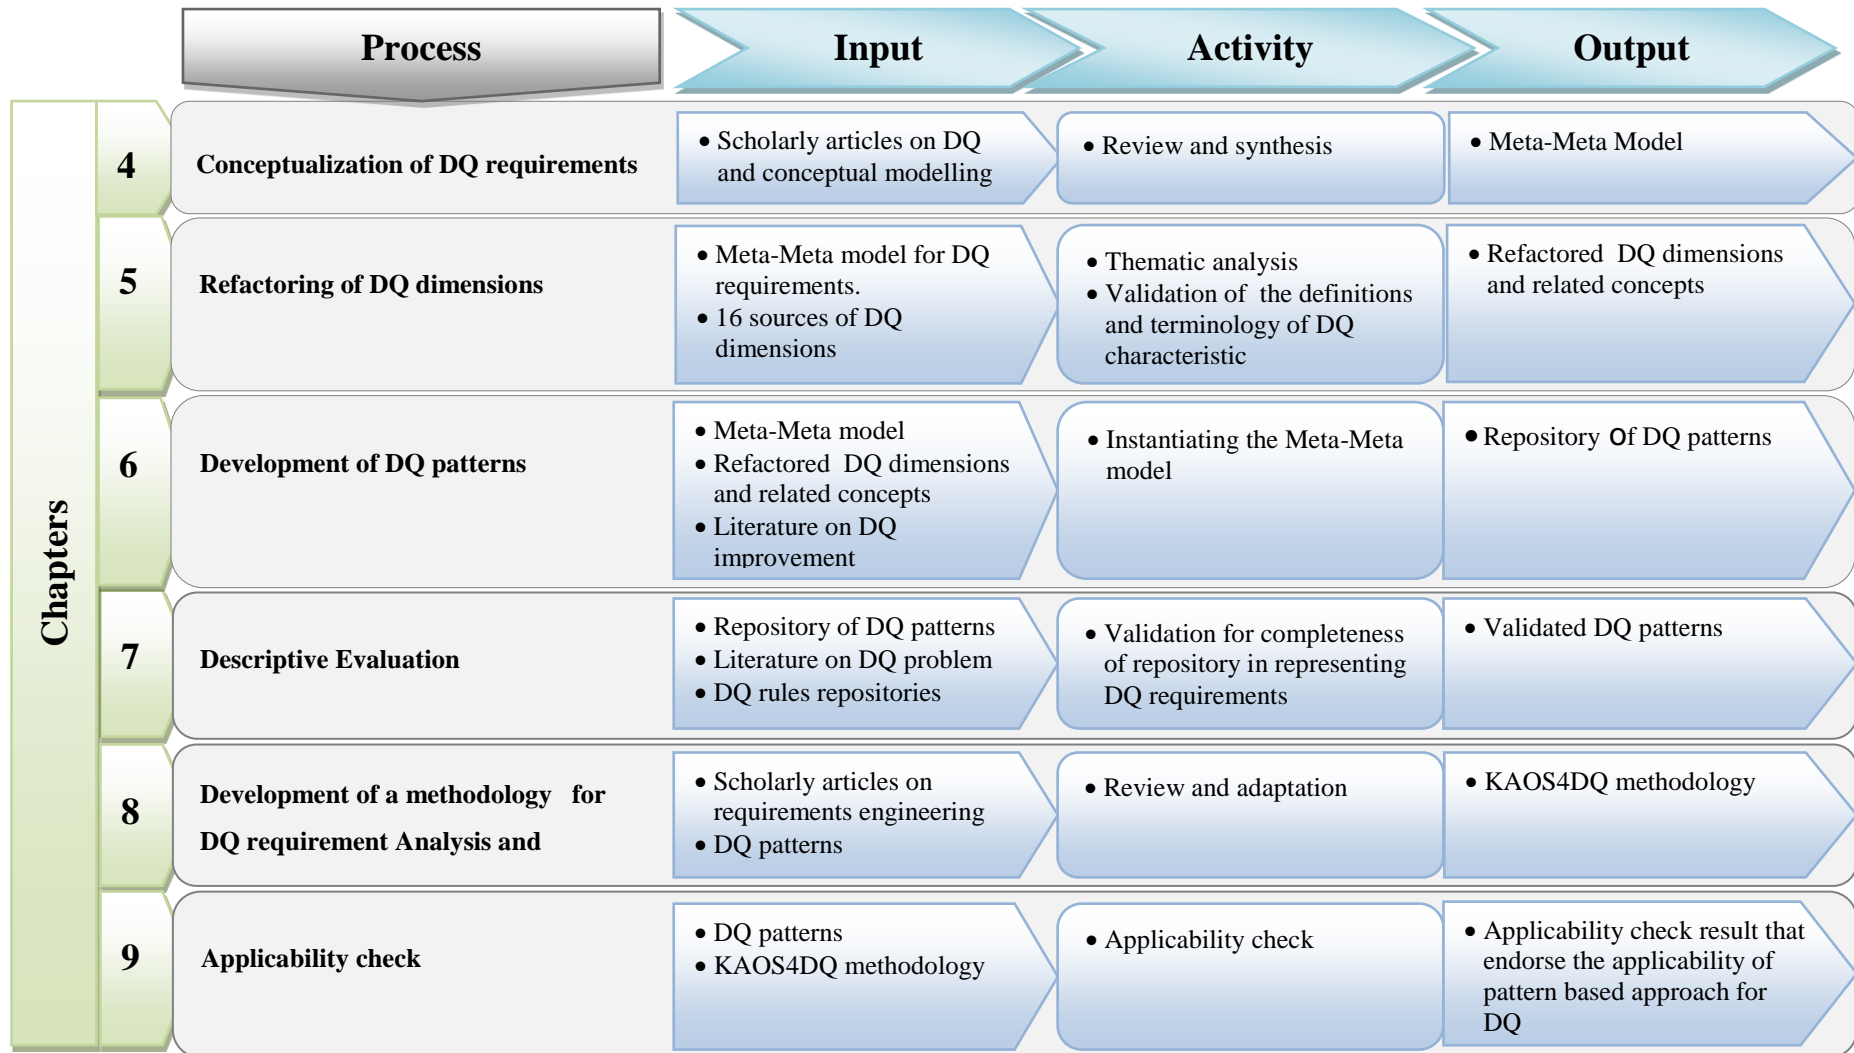 Process
Input
Activity
Output
Chapters
4
Conceptualization of DQ requirements
• Scholarly articles on DQ
and conceptual modelling
• Review and synthesis
• Meta-Meta Model
5
Refactoring of DQ dimensions
• Meta-Meta model for DQ
requirements.
• 16 sources of DQ
dimensions
• Thematic analysis
• Validation of the definitions
and terminology of DQ
characteristic
• Refactored DQ dimensions
and related concepts
6
Development of DQ patterns
• Meta-Meta model
• Refactored DQ dimensions
and related concepts
• Literature on DQ
improvement
• Instantiating the Meta-Meta
model
• Repository of DQ patterns
7
Descriptive Evaluation
• Repository of DQ patterns
• Literature on DQ problem
• DQ rules repositories
• Validation for completeness
of repository in representing
DQ requirements
• Validated DQ patterns
8
Development of a methodology for
DQ requirement Analysis and
• Scholarly articles on
requirements engineering
• DQ patterns
• Review and adaptation
• KAOS4DQ methodology
9
Applicability check
• DQ patterns
• KAOS4DQ methodology
• Applicability check
• Applicability check result that
endorse the applicability of
pattern based approach for
DQ